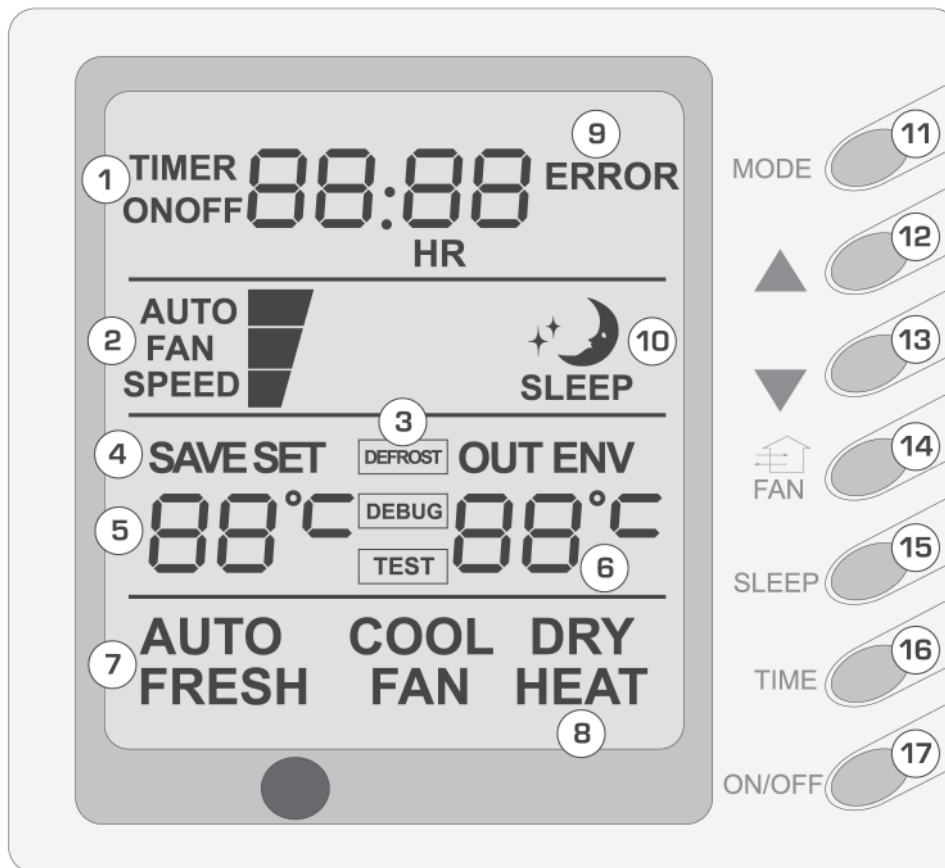 9
1 TIMER 88:88 ERROR
ONOFF
HR
11
MODE
12
2 AUTO
FAN
SPEED
10
SLEEP
13
3
4 SAVE SET DEFROST OUT ENV
14
FAN
5 88°C DEBUG 88°C
TEST 6
15
SLEEP
7 AUTO COOL DRY
FRESH FAN HEAT
8
16
TIME
17
ON/OFF